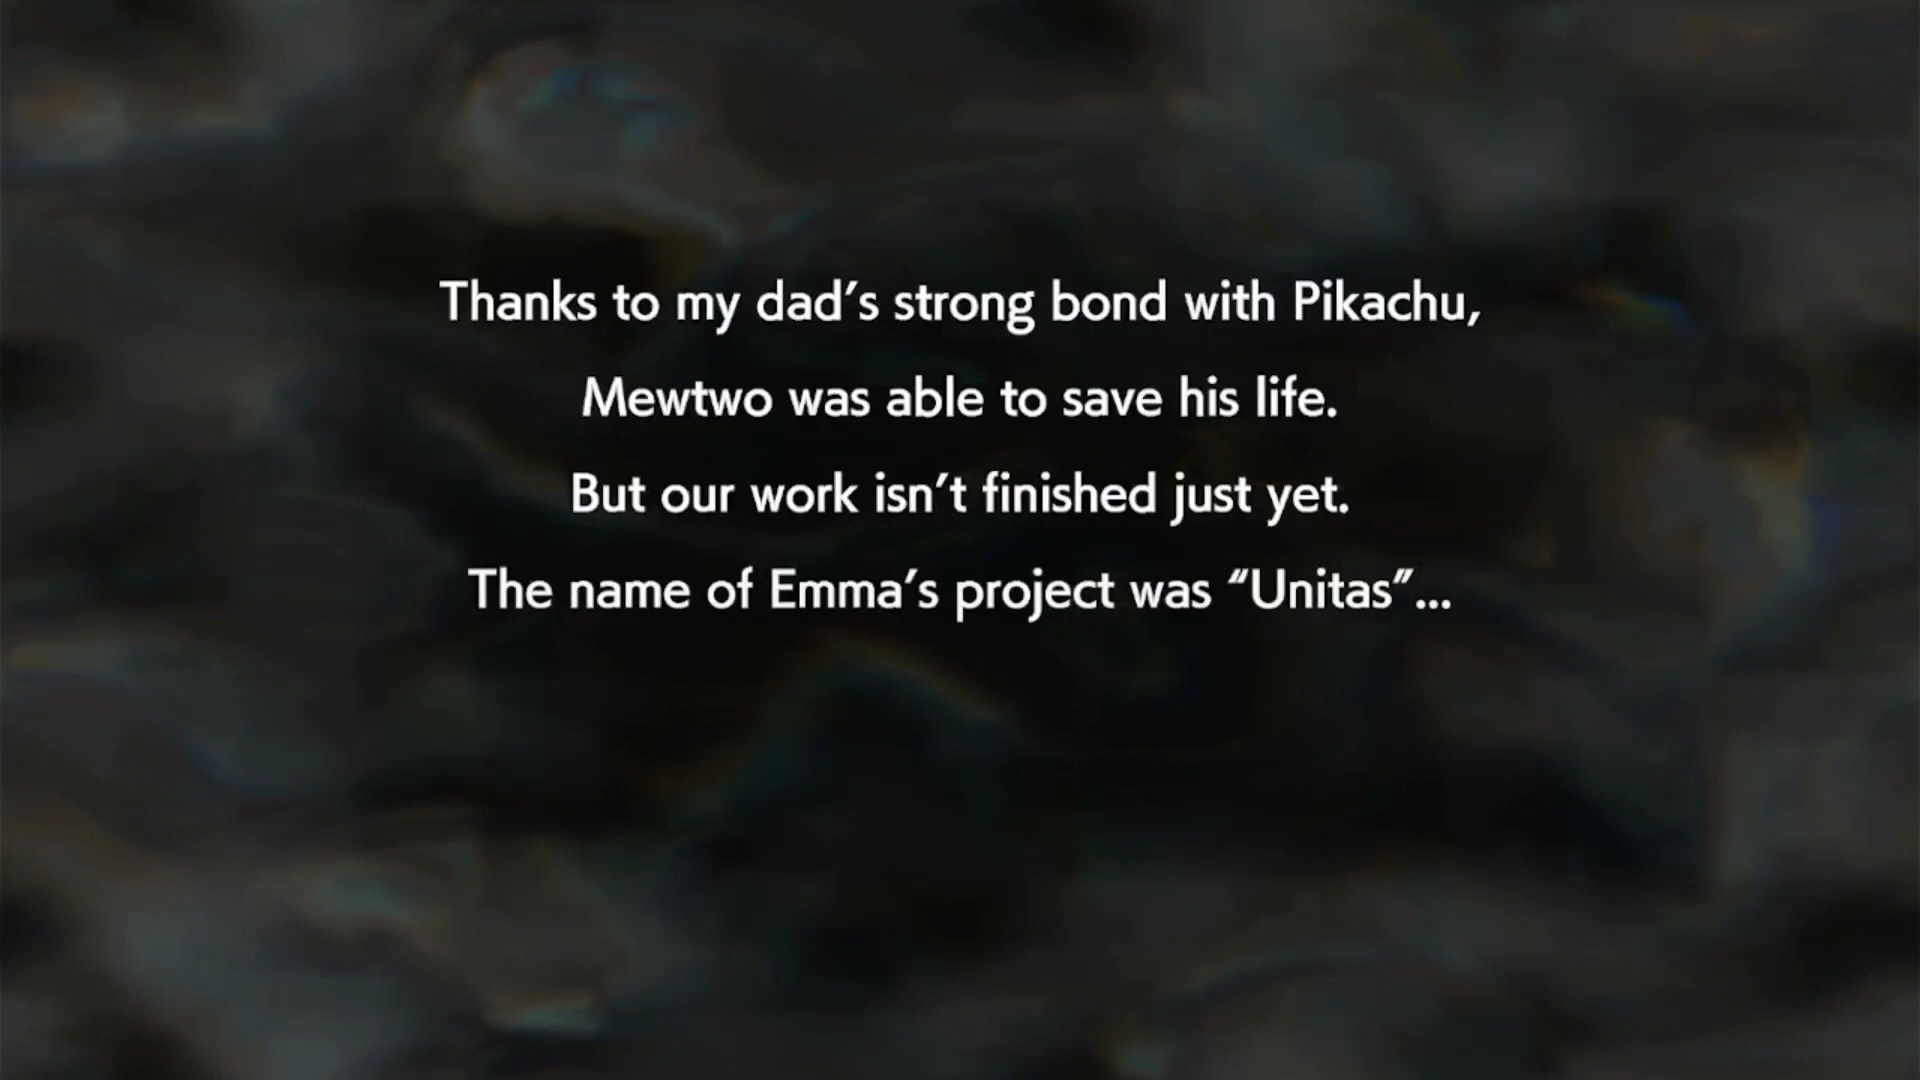 Thanks to my dad’s strong bond with Pikachu,
Mewtwo was able to save his life.
But our work isn’t finished just yet.
The name of Emma’s project was “Unitas”...